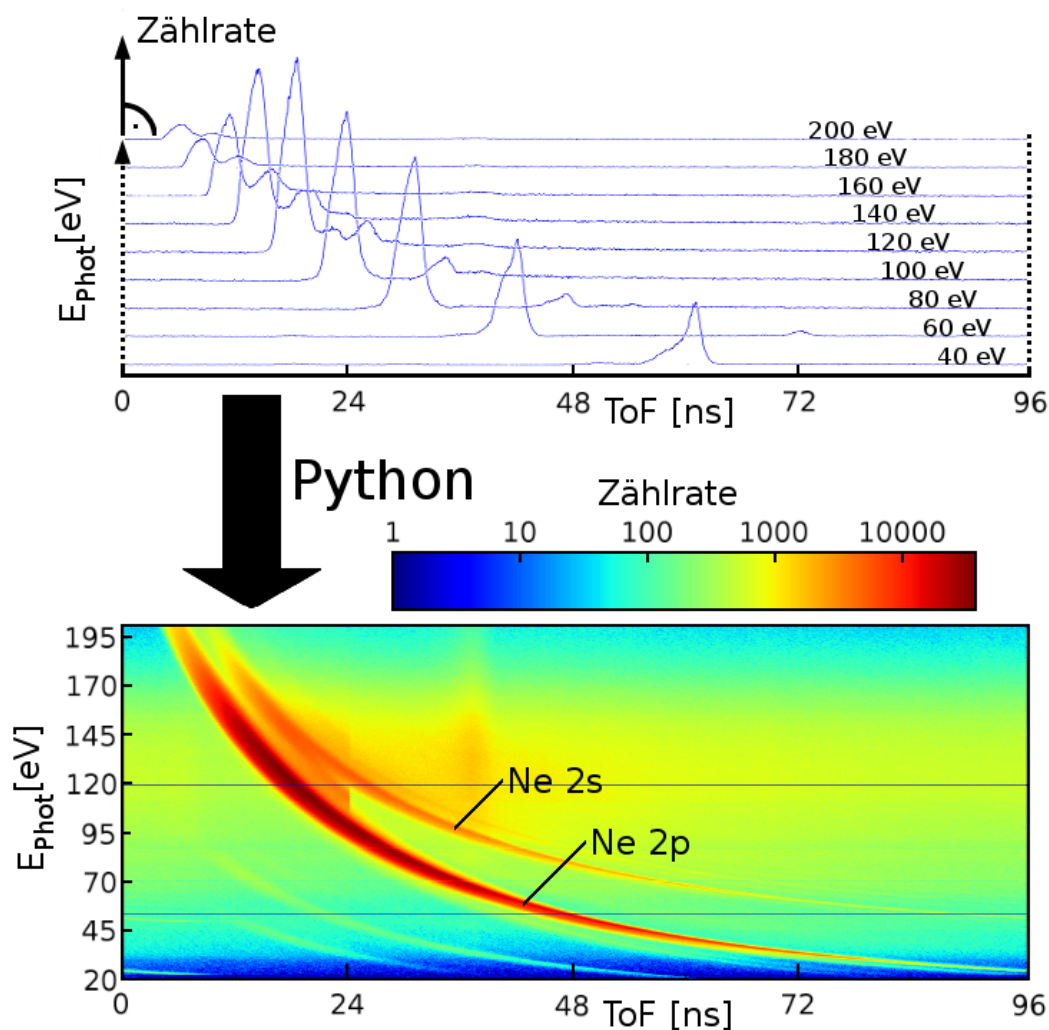 Zählrate
200 eV
180 eV
160 eV
140 eV
120 eV
100 eV
80 eV
60 eV
40 eV
E_Phot[eV]
0 24 48 ToF [ns] 72 96
Python
Zählrate
1 10 100 1000 10000
195
170
145
120
95
70
45
20
E_Phot[eV]
Ne 2s
Ne 2p
0 24 48 ToF [ns] 72 96